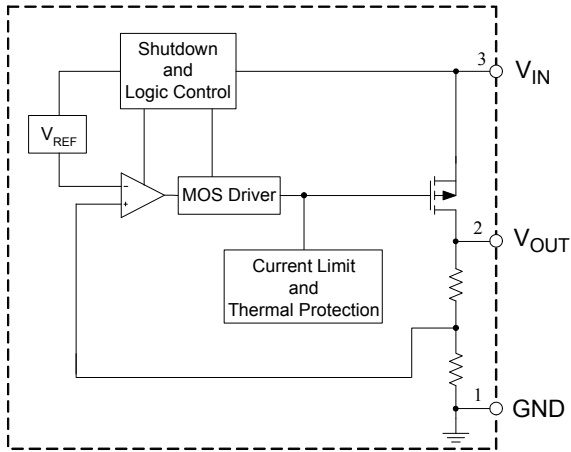 Shutdown
and
Logic Control
3
VIN
VREF
−
+
MOS Driver
2
VOUT
Current Limit
and
Thermal Protection
1
GND